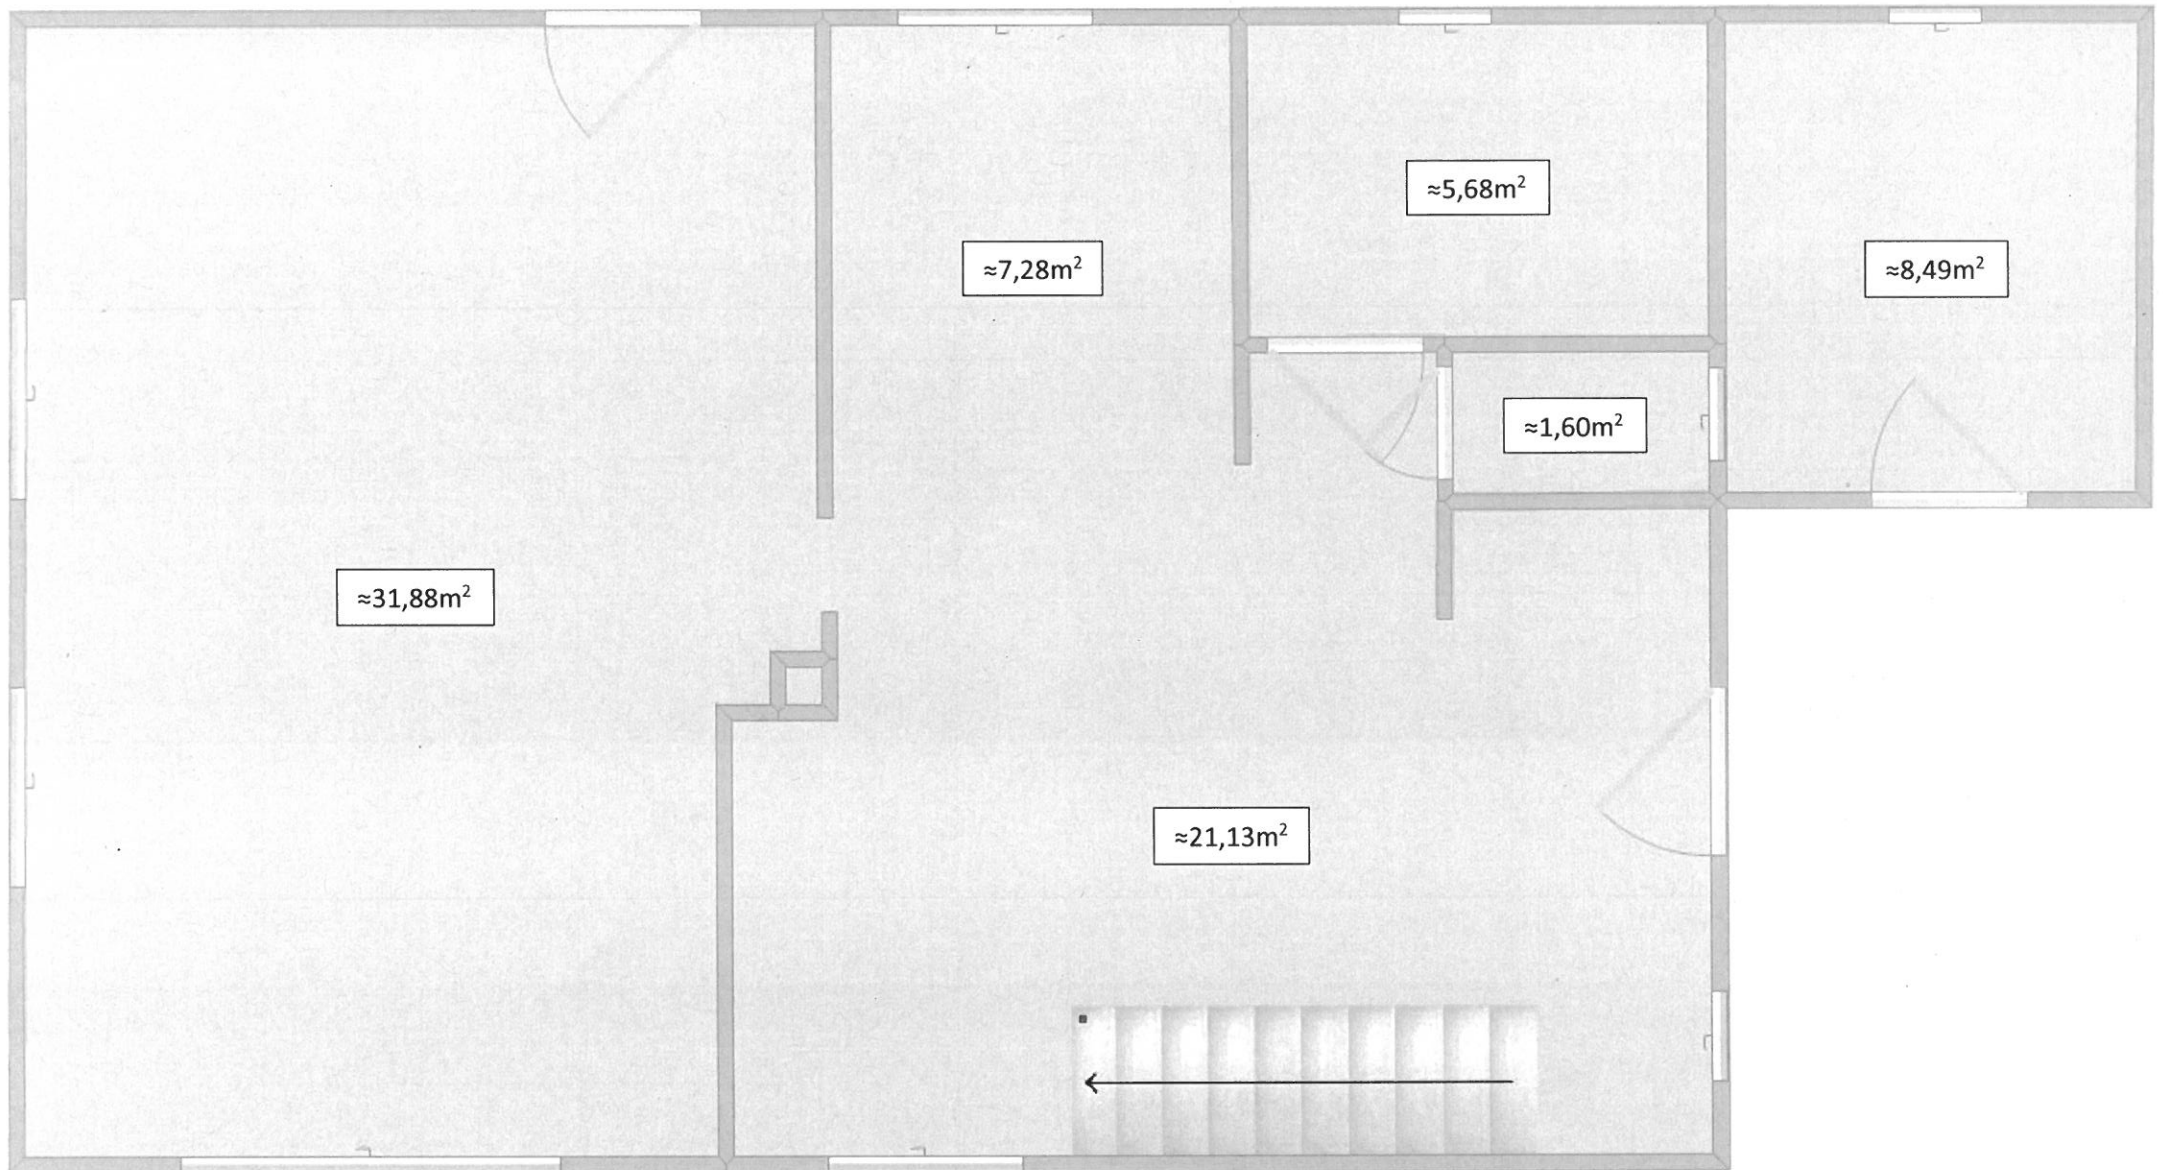 ≈5,68m²
≈7,28m²
≈8,49m²
≈1,60m²
≈31,88m²
≈21,13m²